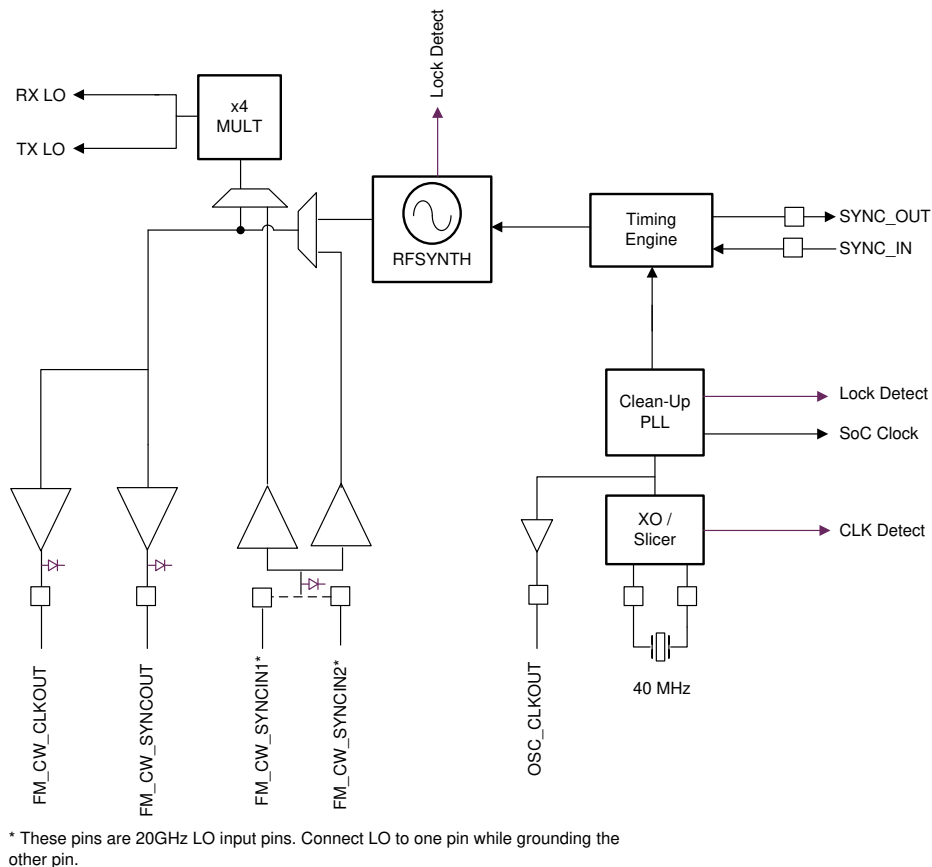 Lock Detect
RX LO
TX LO
x4
MULT
RFSYNTH
Timing
Engine
SYNC_OUT
SYNC_IN
Clean-Up
PLL
Lock Detect
SoC Clock
XO /
Slicer
CLK Detect
40 MHz
FM_CW_CLKOUT
FM_CW_SYNCOUT
FM_CW_SYNCIN1*
FM_CW_SYNCIN2*
OSC_CLKOUT
* These pins are 20GHz LO input pins. Connect LO to one pin while grounding the
other pin.